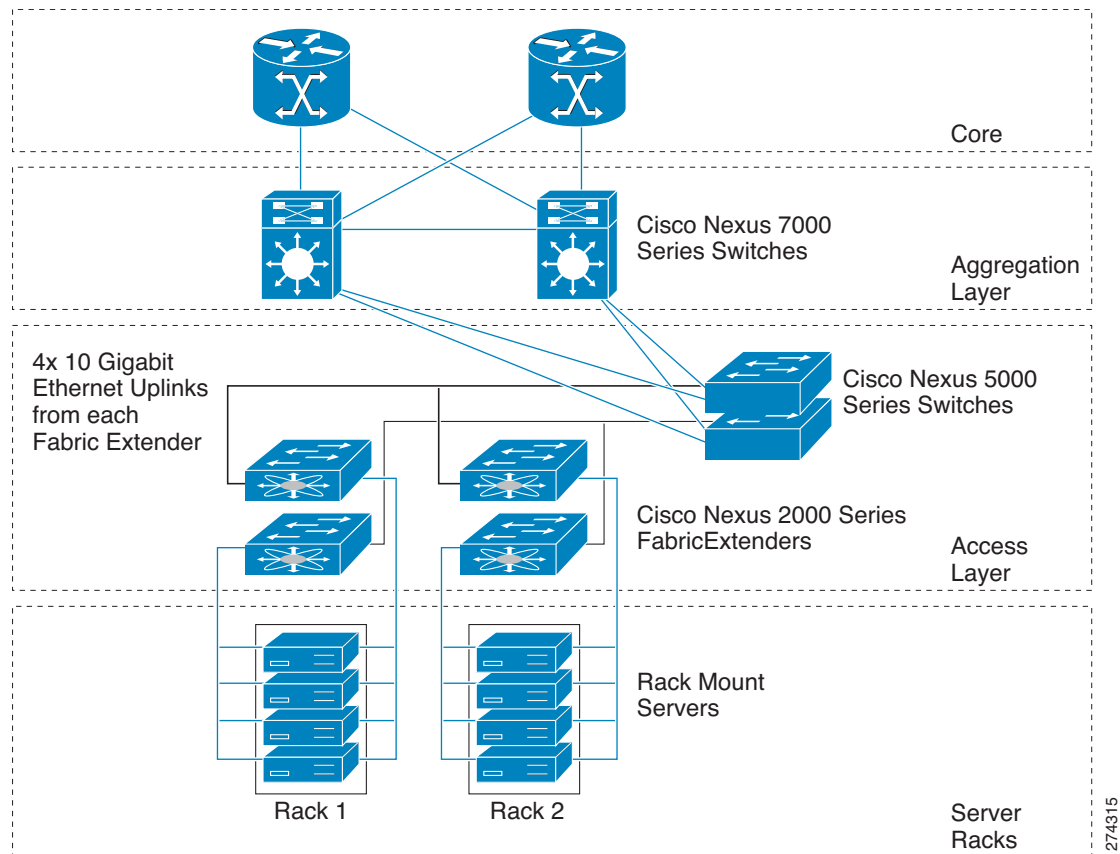 Core
Cisco Nexus 7000
Series Switches
Aggregation
Layer
4x 10 Gigabit
Ethernet Uplinks
from each
Fabric Extender
Cisco Nexus 5000
Series Switches
Cisco Nexus 2000 Series
FabricExtenders
Access
Layer
Rack Mount
Servers
Rack 1
Rack 2
Server
Racks
274315